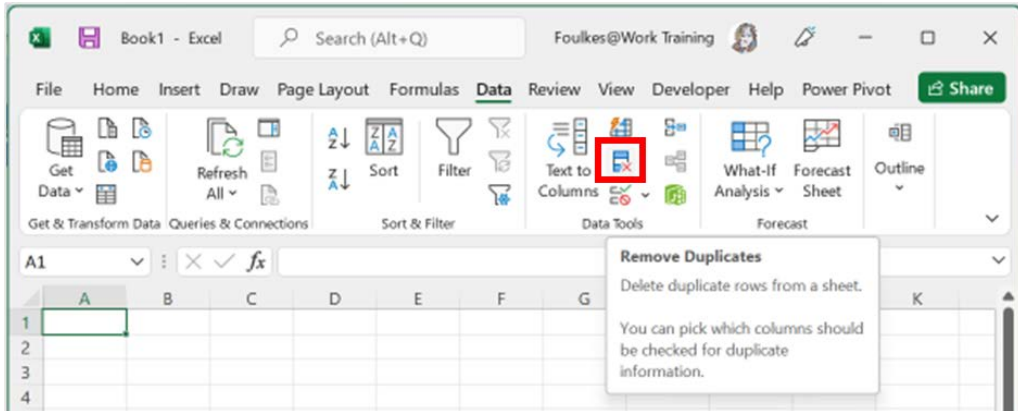 Book1 - Excel
Search (Alt+Q)
Foulkes@Work Training
File Home Insert Draw Page Layout Formulas Data Review View Developer Help Power Pivot Share
Get Data
Refresh All
Sort
Filter
Text to Columns
What-If Analysis
Forecast Sheet
Outline
Get & Transform Data Queries & Connections Sort & Filter Data Tools Forecast
A1
fx
Remove Duplicates
Delete duplicate rows from a sheet.
You can pick which columns should
be checked for duplicate
information.
A B C D E F G K
1
2
3
4